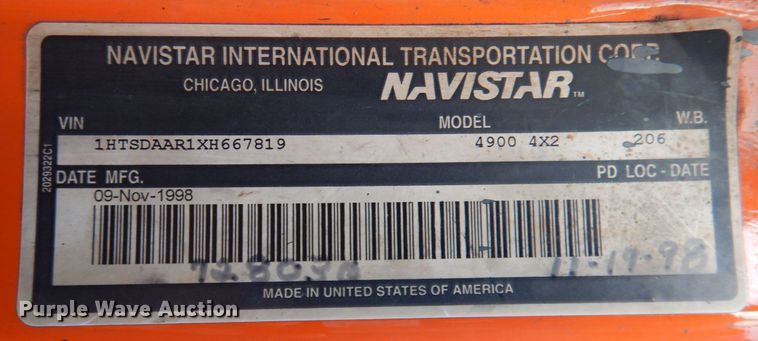 NAVISTAR INTERNATIONAL TRANSPORTATION CORP.
CHICAGO, ILLINOIS NAVISTAR TM
VIN MODEL W.B.
1HTSDAAR1XH667819 4900 4X2 206
DATE MFG. PD LOC - DATE
09-Nov-1998
2029322C1
11-19-98
MADE IN UNITED STATES OF AMERICA
Purple Wave Auction